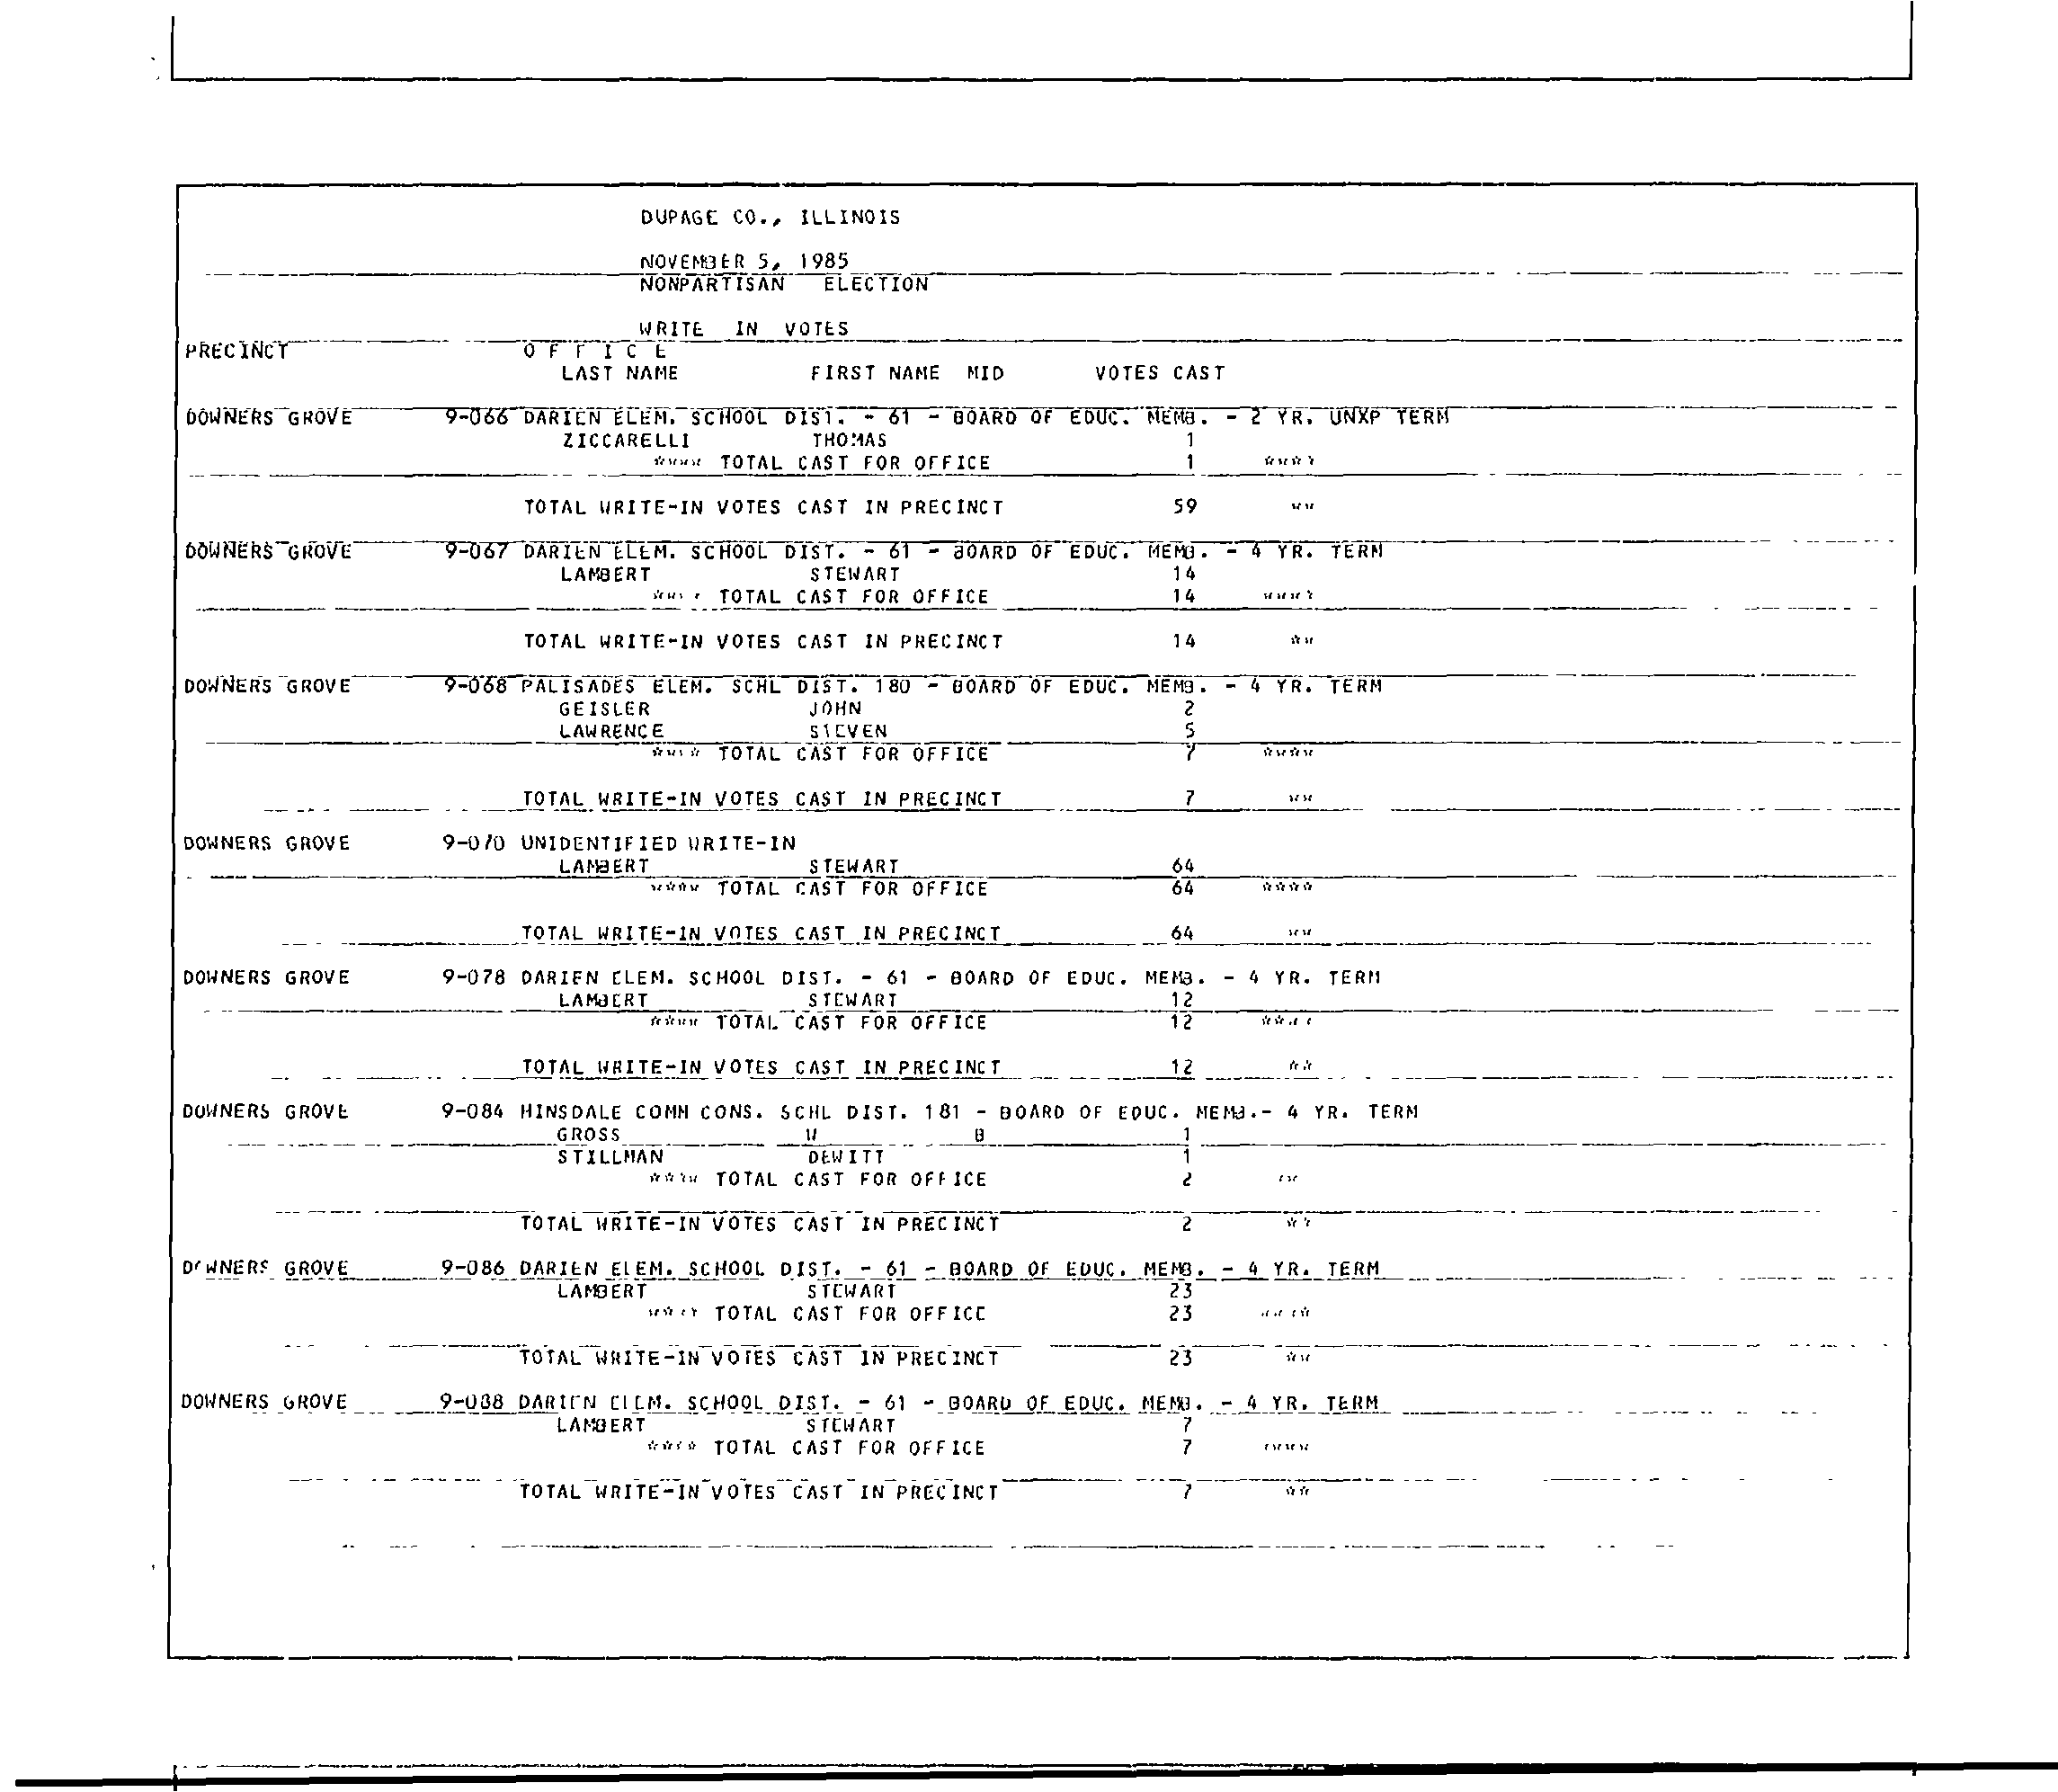 DUPAGE CO., ILLINOIS
NOVEMBER 5, 1985
NONPARTISAN ELECTION
WRITE IN VOTES
PRECINCT O F F I C E
LAST NAME FIRST NAME MID VOTES CAST
DOWNERS GROVE 9-066 DARIEN ELEM. SCHOOL DIST. - 61 - BOARD OF EDUC. MEMB. - 2 YR. UNXP TERM
ZICCARELLI THOMAS 1
**** TOTAL CAST FOR OFFICE 1 ****
TOTAL WRITE-IN VOTES CAST IN PRECINCT 59 **
DOWNERS GROVE 9-067 DARIEN ELEM. SCHOOL DIST. - 61 - BOARD OF EDUC. MEMB. - 4 YR. TERM
LAMBERT STEWART 14
**** TOTAL CAST FOR OFFICE 14 ****
TOTAL WRITE-IN VOTES CAST IN PRECINCT 14 **
DOWNERS GROVE 9-068 PALISADES ELEM. SCHL DIST. 180 - BOARD OF EDUC. MEMB. - 4 YR. TERM
GEISLER JOHN 2
LAWRENCE STEVEN 5
**** TOTAL CAST FOR OFFICE 7 ****
TOTAL WRITE-IN VOTES CAST IN PRECINCT 7 **
DOWNERS GROVE 9-070 UNIDENTIFIED WRITE-IN
LAMBERT STEWART 64
**** TOTAL CAST FOR OFFICE 64 ****
TOTAL WRITE-IN VOTES CAST IN PRECINCT 64 **
DOWNERS GROVE 9-078 DARIEN ELEM. SCHOOL DIST. - 61 - BOARD OF EDUC. MEMB. - 4 YR. TERM
LAMBERT STEWART 12
**** TOTAL CAST FOR OFFICE 12 ****
TOTAL WRITE-IN VOTES CAST IN PRECINCT 12 **
DOWNERS GROVE 9-084 HINSDALE COMM CONS. SCHL DIST. 181 - BOARD OF EDUC. MEMB.- 4 YR. TERM
GROSS W B 1
STILLMAN DEWITT 1
**** TOTAL CAST FOR OFFICE 2 **
TOTAL WRITE-IN VOTES CAST IN PRECINCT 2 **
DOWNERS GROVE 9-086 DARIEN ELEM. SCHOOL DIST. - 61 - BOARD OF EDUC. MEMB. - 4 YR. TERM
LAMBERT STEWART 23
**** TOTAL CAST FOR OFFICE 23 ****
TOTAL WRITE-IN VOTES CAST IN PRECINCT 23 **
DOWNERS GROVE 9-088 DARIEN ELEM. SCHOOL DIST. - 61 - BOARD OF EDUC. MEMB. - 4 YR. TERM
LAMBERT STEWART 7
**** TOTAL CAST FOR OFFICE 7 ****
TOTAL WRITE-IN VOTES CAST IN PRECINCT 7 **